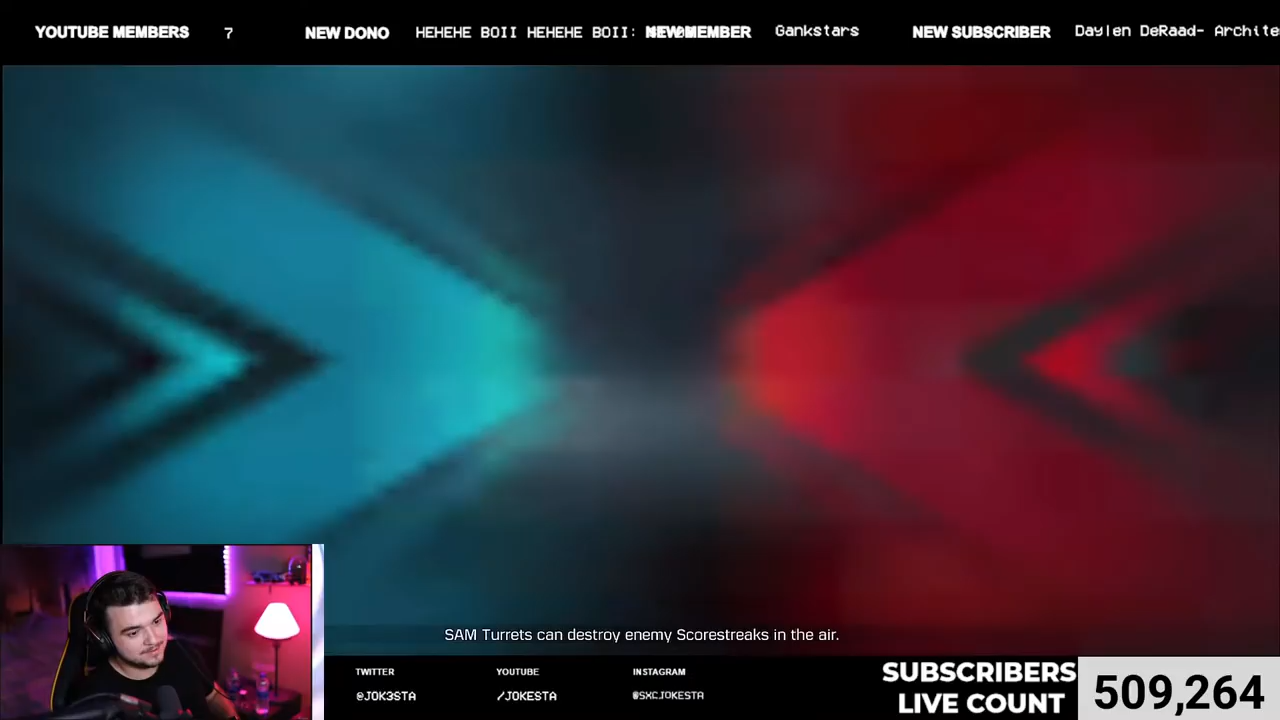 YOUTUBE MEMBERS 7 NEW DONO HEHEHE BOII HEHEHE BOII: NEW MEMBER Gankstars NEW SUBSCRIBER Daylen DeRaad- Archite
SAM Turrets can destroy enemy Scorestreaks in the air.
TWITTER YOUTUBE INSTAGRAM
@JOK3STA /JOKESTA @SXCJOKESTA
SUBSCRIBERS
LIVE COUNT
509,264